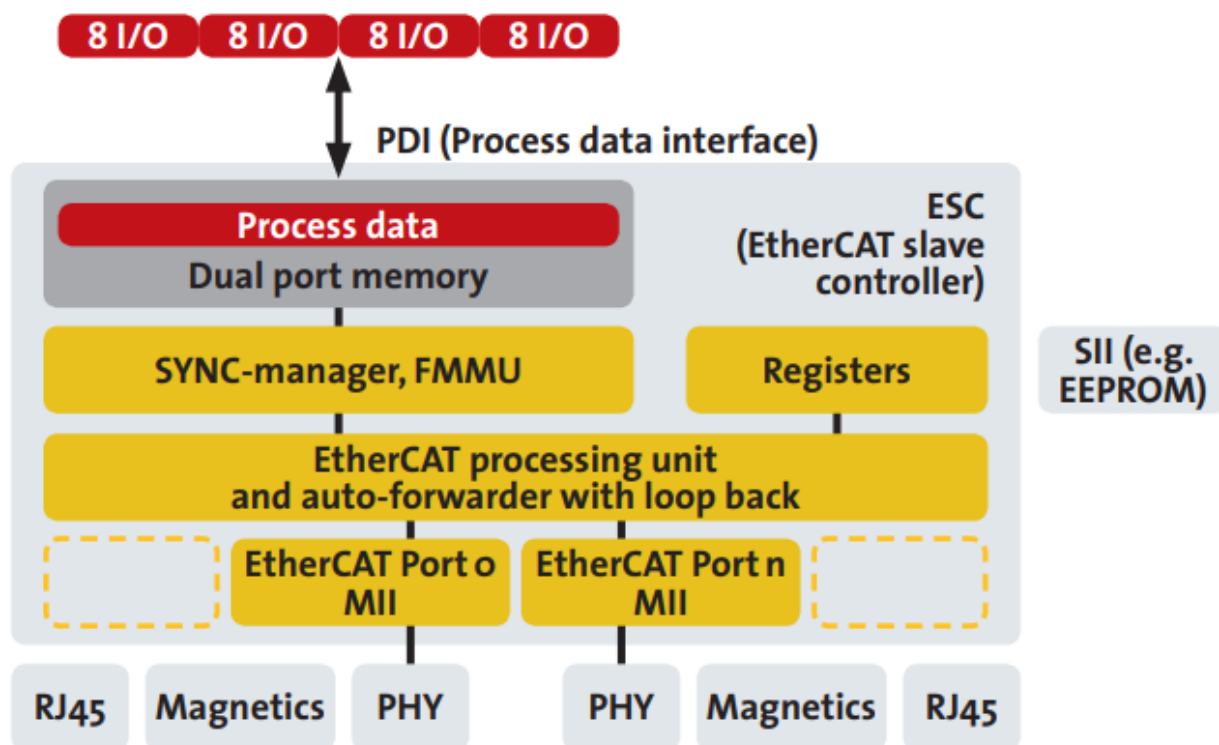 8 I/O 8 I/O 8 I/O 8 I/O
PDI (Process data interface)
Process data
Dual port memory
ESC
(EtherCAT slave
controller)
SYNC-manager, FMMU
Registers
SII (e.g.
EEPROM)
EtherCAT processing unit
and auto-forwarder with loop back
EtherCAT Port 0
MII
EtherCAT Port n
MII
RJ45
Magnetics
PHY
PHY
Magnetics
RJ45